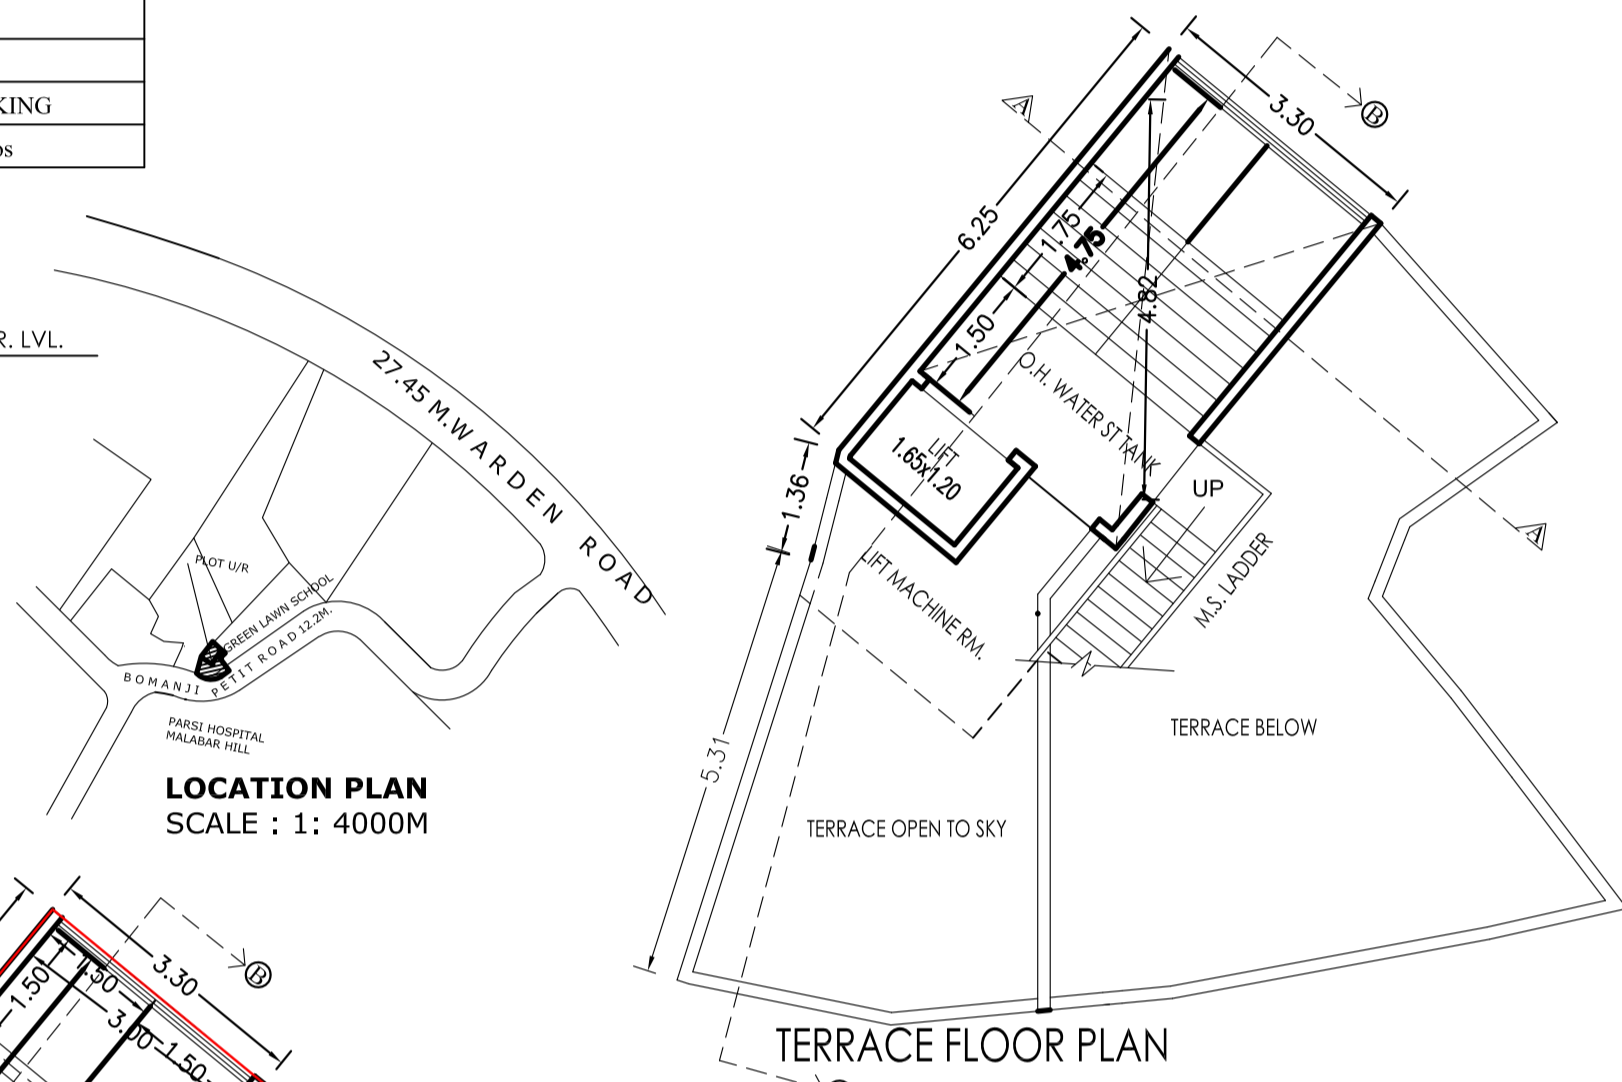 KING
R. LVL.
27.45 M.WARDEN ROAD
PLOT U/R
GREEN LAWN SCHOOL
BOMANJI PETIT ROAD 12.2M.
PARSI HOSPITAL
MALABAR HILL
LOCATION PLAN
SCALE : 1: 4000M
3.30
B
A
6.25
1.75
4.75
4.82
1.50
O.H. WATER ST TANK
LIFT
1.65x1.20
UP
1.36
LIFT MACHINE RM.
M.S. LADDER
A
5.31
TERRACE BELOW
TERRACE OPEN TO SKY
TERRACE FLOOR PLAN
3.30
B
1.50
1.50
3.00
1.50